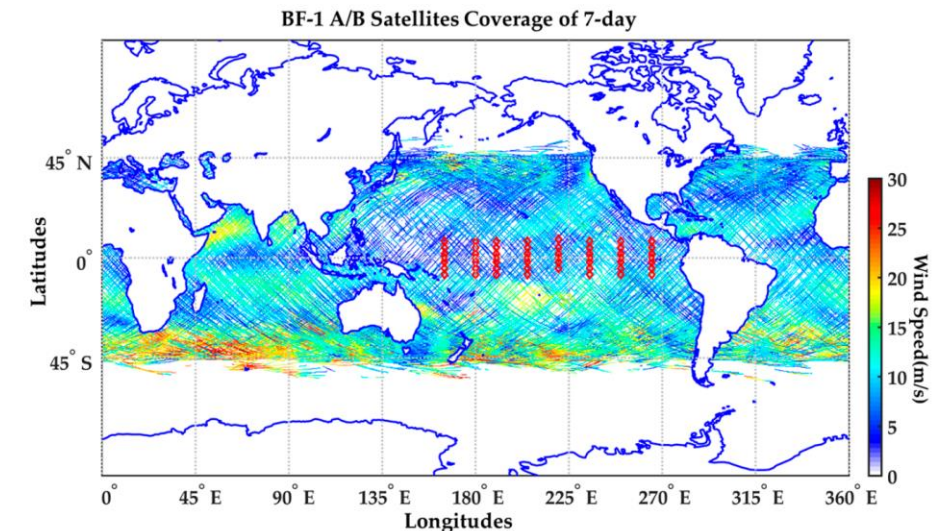 BF-1 A/B Satellites Coverage of 7-day
45° N
0°
45° S
Latitudes
0° 45° E 90° E 135° E 180° E 225° E 270° E 315° E 360° E
Longitudes
30
25
20
15
10
5
0
Wind Speed(m/s)